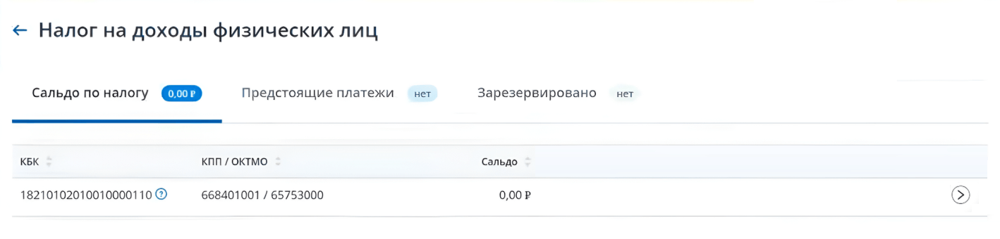 Налог на доходы физических лиц
Сальдо по налогу 0,00 ₽ Предстоящие платежи нет Зарезервировано нет
КБК КПП / ОКТМО Сальдо
18210102010010000110 ? 668401001 / 65753000 0,00 ₽